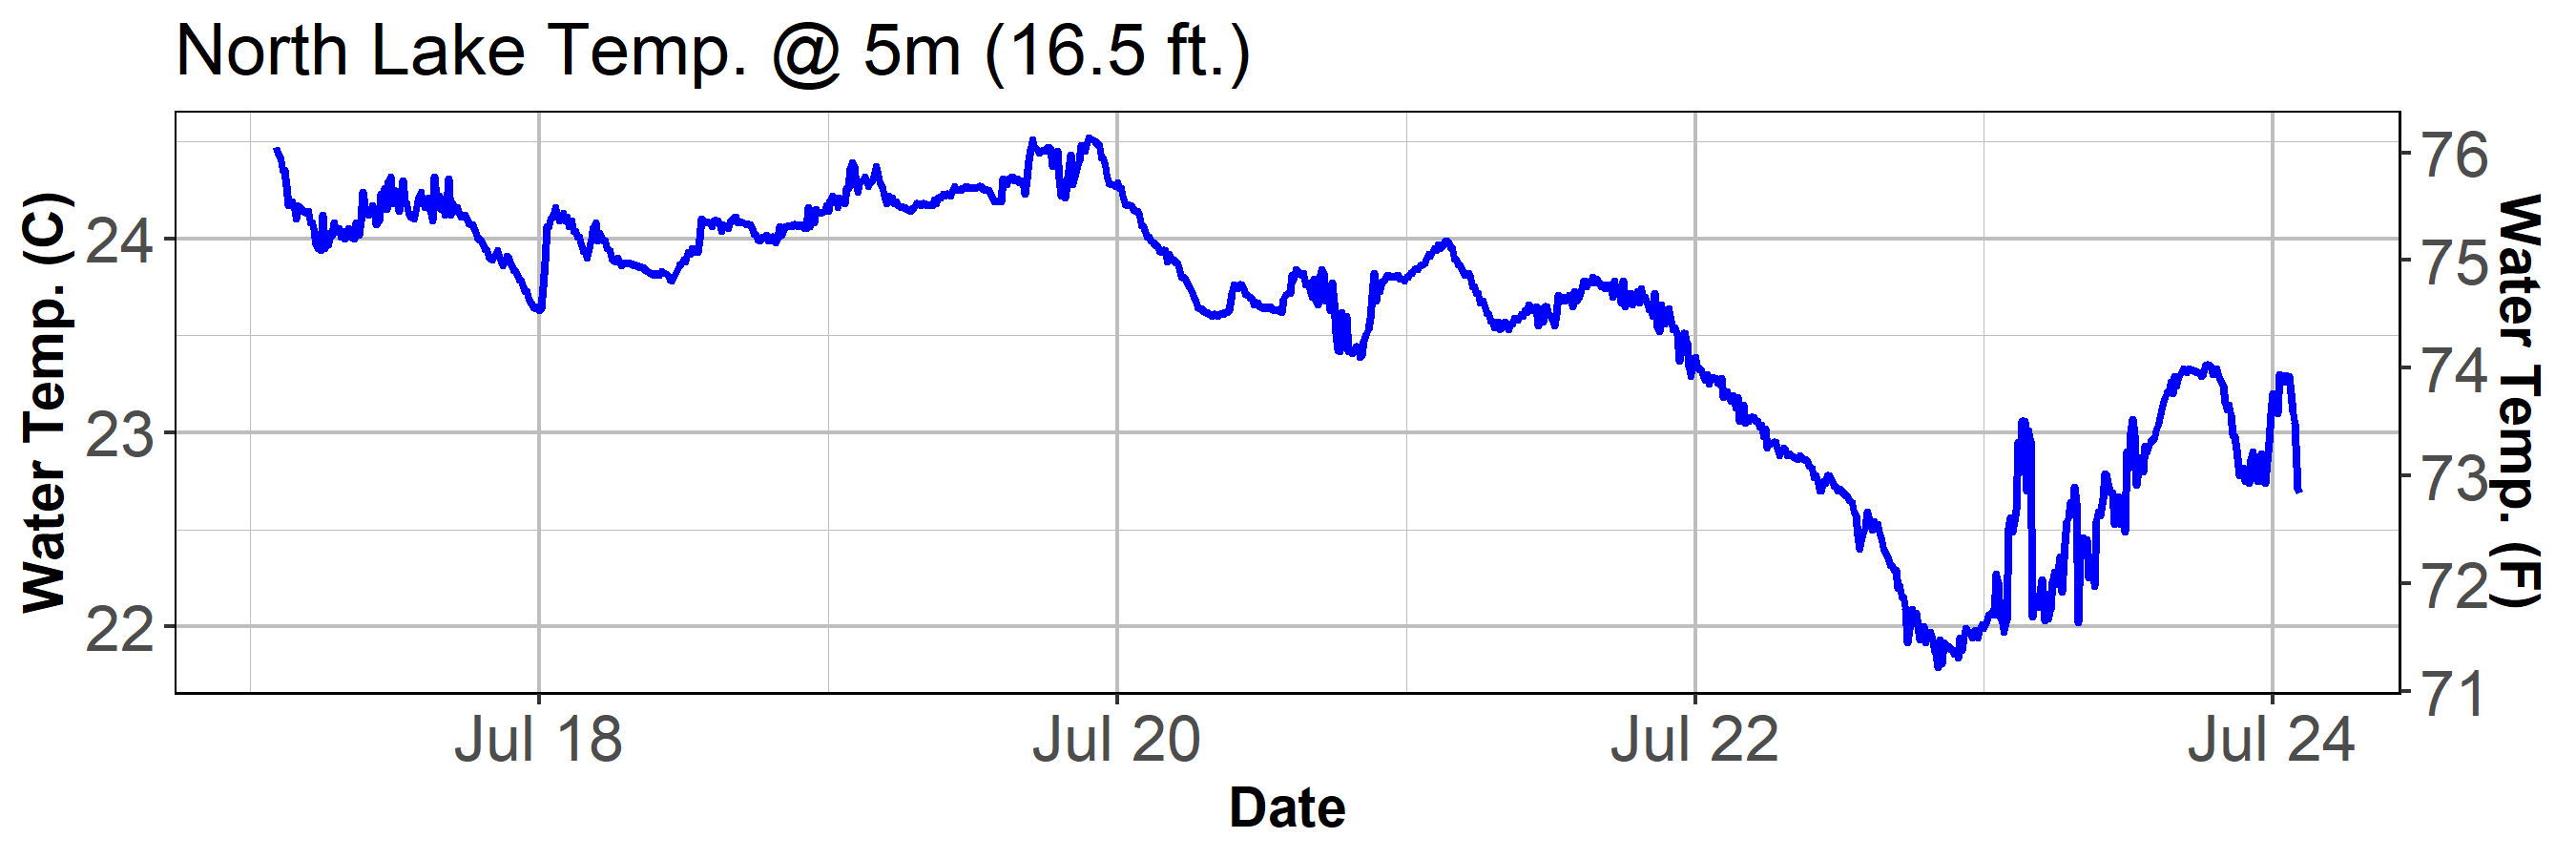 North Lake Temp. @ 5m (16.5 ft.)
Water Temp. (C)
24
23
22
76
75
74
73
72
71
Water Temp. (F)
Jul 18
Jul 20
Jul 22
Jul 24
Date